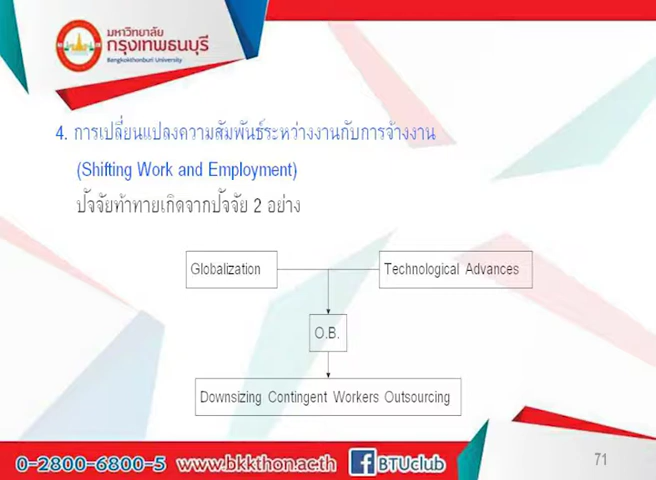 มหาวิทยาลัย
กรุงเทพธนบุรี
Bangkokthonburi University
4. การเปลี่ยนแปลงความสัมพันธ์ระหว่างงานกับการจ้างงาน
(Shifting Work and Employment)
ปัจจัยท้าทายเกิดจากปัจจัย 2 อย่าง
Globalization Technological Advances
O.B.
Downsizing Contingent Workers Outsourcing
0-2800-6800-5 www.bkkthon.ac.th f BTUclub
71